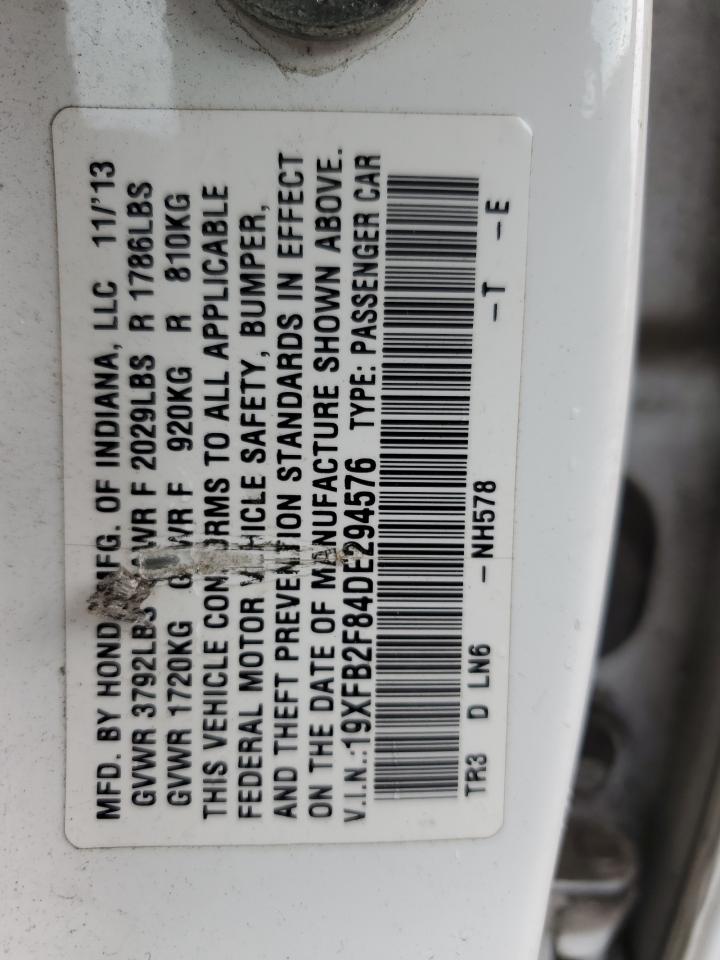 MFD. BY HOND MFG. OF INDIANA, LLC 11/'13
GVWR 3792LBS GAWR F 2029LBS R 1786LBS
GVWR 1720KG GAWR F 920KG R 810KG
THIS VEHICLE CONFORMS TO ALL APPLICABLE
FEDERAL MOTOR VEHICLE SAFETY, BUMPER,
AND THEFT PREVENTION STANDARDS IN EFFECT
ON THE DATE OF MANUFACTURE SHOWN ABOVE.
V.I.N.:19XFB2F84DE294576 TYPE: PASSENGER CAR
TR3 D LN6 -NH578 -T -E